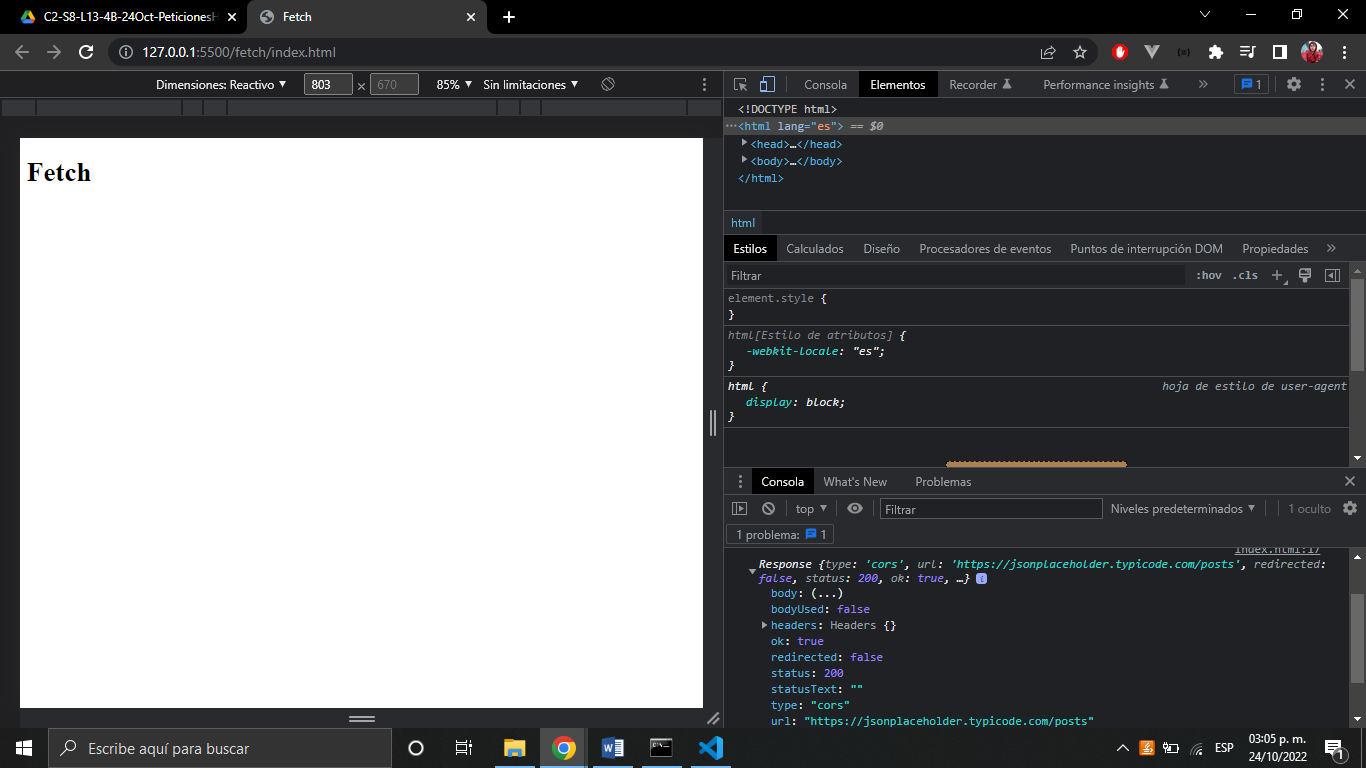 C2-S8-L13-4B-24Oct-PeticionesH
Fetch
127.0.0.1:5500/fetch/index.html
Dimensiones: Reactivo ▼ 803 × 670 85% ▼ Sin limitaciones ▼
Consola Elementos Recorder Performance insights » 1
Fetch
<!DOCTYPE html>
···<html lang="es"> == $0
<head>…</head>
<body>…</body>
</html>
html
Estilos Calculados Diseño Procesadores de eventos Puntos de interrupción DOM Propiedades »
Filtrar :hov .cls +
element.style {
}
html[Estilo de atributos] {
-webkit-locale: "es";
}
html { hoja de estilo de user-agent
display: block;
}
Consola What's New Problemas
top ▼ Filtrar Niveles predeterminados ▼ 1 oculto
1 problema: 1
index.html:17
Response {type: 'cors', url: 'https://jsonplaceholder.typicode.com/posts', redirected:
false, status: 200, ok: true, …} i
body: (...)
bodyUsed: false
headers: Headers {}
ok: true
redirected: false
status: 200
statusText: ""
type: "cors"
url: "https://jsonplaceholder.typicode.com/posts"
Escribe aquí para buscar
ESP
03:05 p. m.
24/10/2022
1